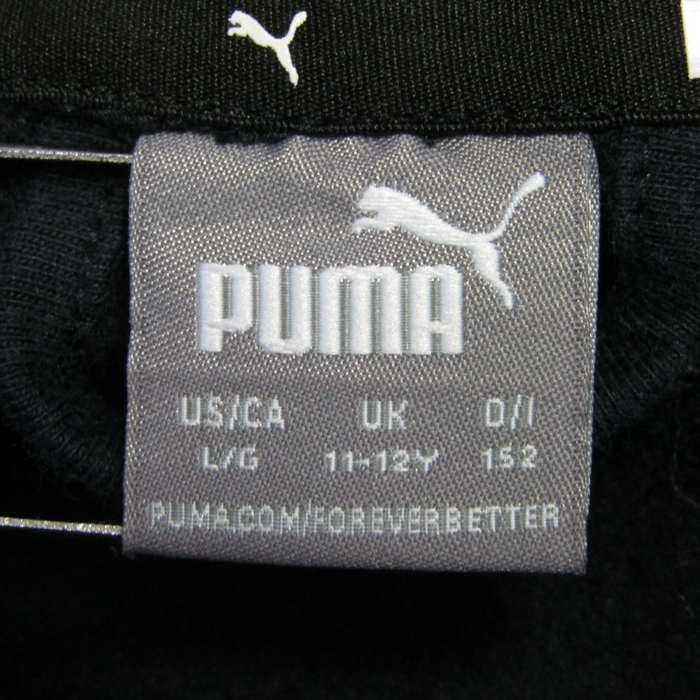 PUMA
US/CA UK D/I
L/G 11-12Y 152
PUMA.COM/FOREVERBETTER